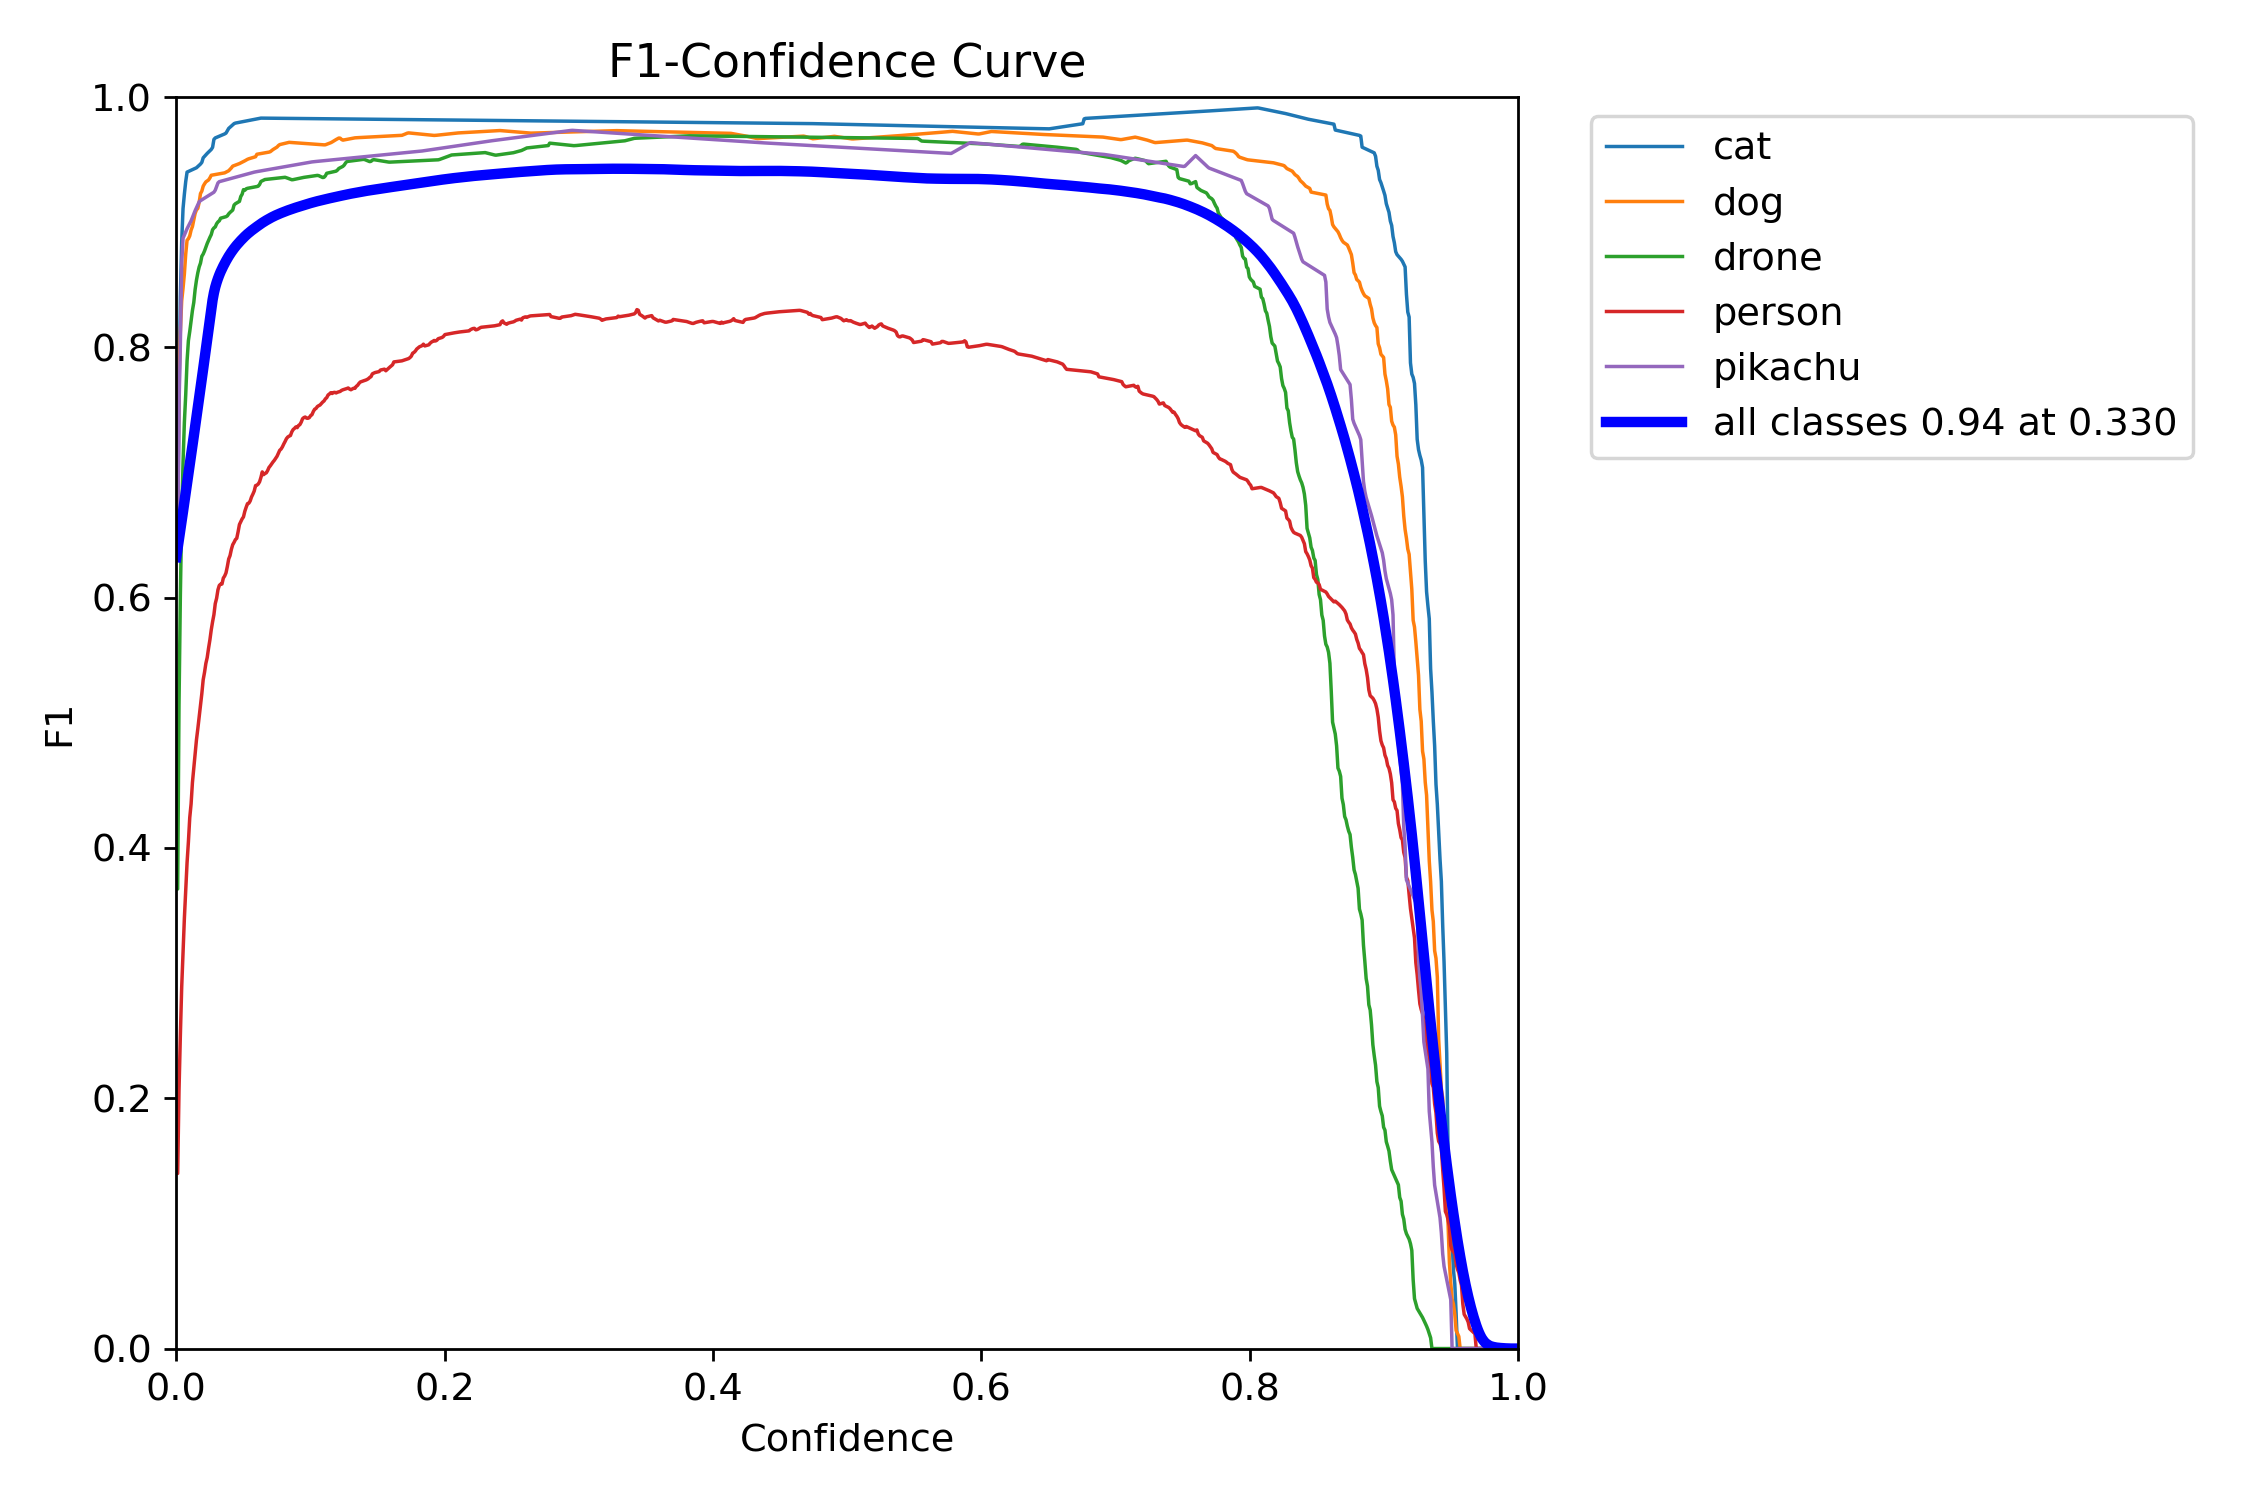 F1-Confidence Curve
1.0
0.8
0.6
0.4
0.2
0.0
F1
0.0 0.2 0.4 0.6 0.8 1.0
Confidence
cat
dog
drone
person
pikachu
all classes 0.94 at 0.330